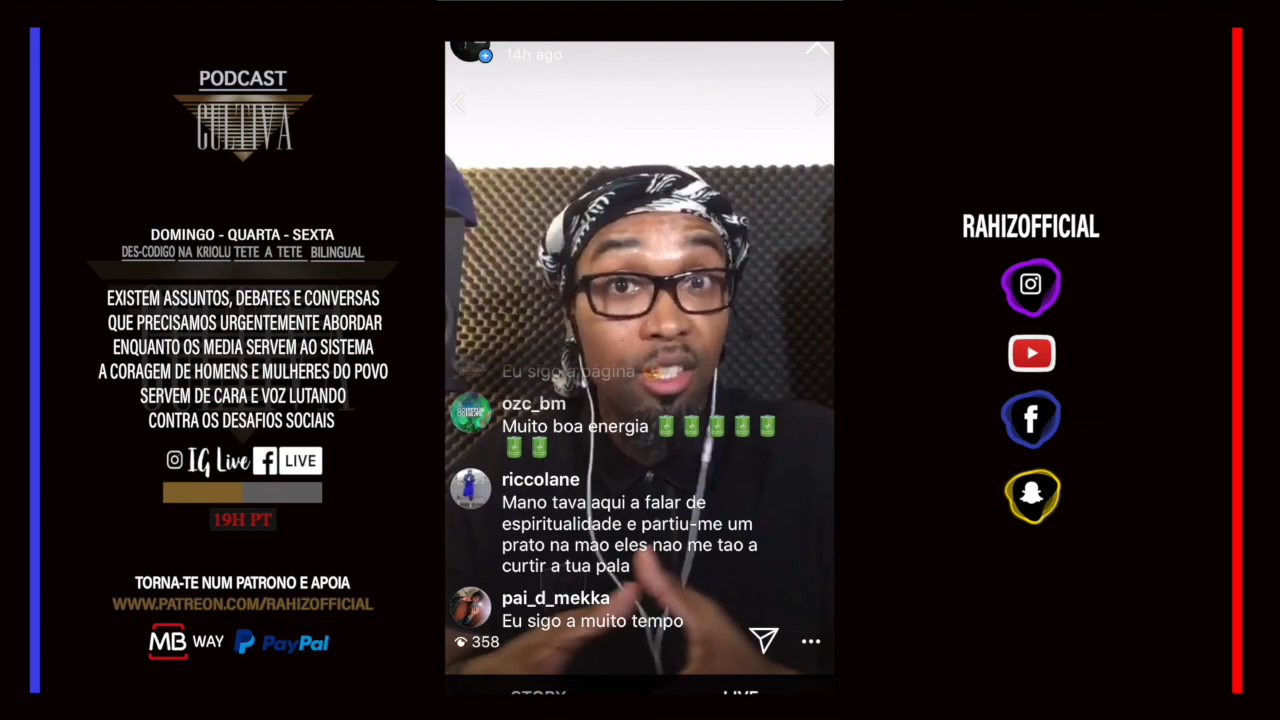 PODCAST
CULTIVA
DOMINGO - QUARTA - SEXTA
DES-CODIGO NA KRIOLU TETE A TETE BILINGUAL
EXISTEM ASSUNTOS, DEBATES E CONVERSAS
QUE PRECISAMOS URGENTEMENTE ABORDAR
ENQUANTO OS MEDIA SERVEM AO SISTEMA
A CORAGEM DE HOMENS E MULHERES DO POVO
SERVEM DE CARA E VOZ LUTANDO
CONTRA OS DESAFIOS SOCIAIS
IG Live f LIVE
19H PT
TORNA-TE NUM PATRONO E APOIA
WWW.PATREON.COM/RAHIZOFFICIAL
MB WAY PayPal
14h ago
Eu sigo a página
ozc_bm
Muito boa energia
riccolane
Mano tava aqui a falar de
espiritualidade e partiu-me um
prato na mao eles nao me tao a
curtir a tua pala
pai_d_mekka
Eu sigo a muito tempo
358
STORY LIVE
RAHIZOFFICIAL